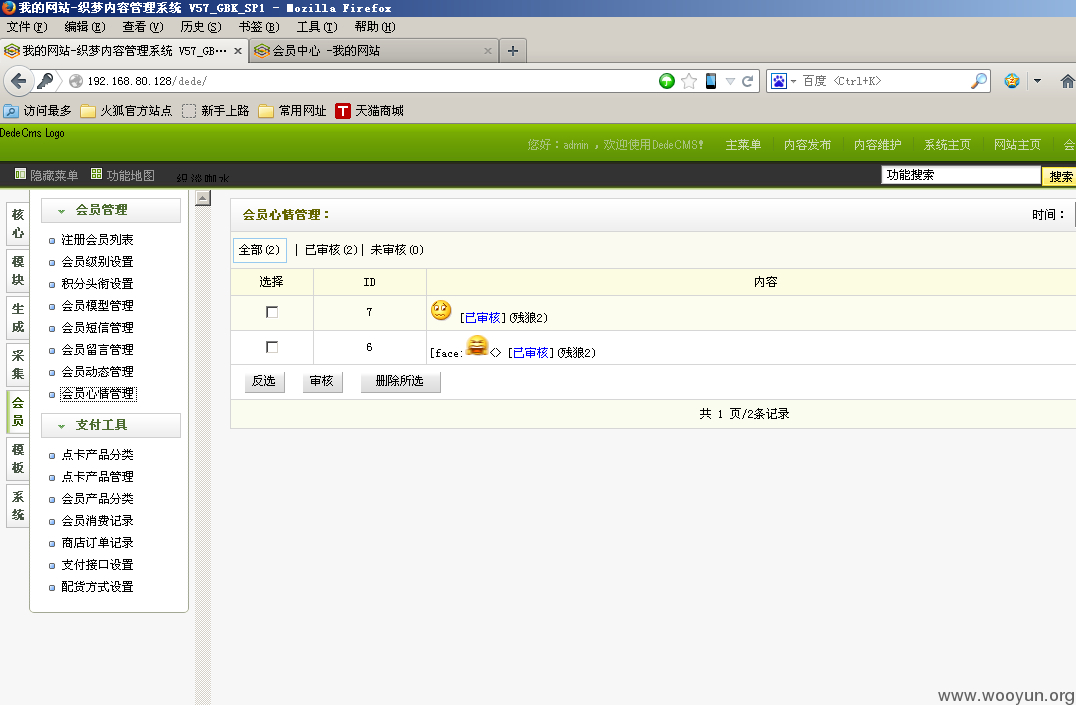 我的网站-织梦内容管理系统 V57_GBK_SP1 - Mozilla Firefox
文件(F) 编辑(E) 查看(V) 历史(S) 书签(B) 工具(T) 帮助(H)
我的网站-织梦内容管理系统 V57_GB… × 会员中心 -我的网站 × +
192.168.80.128/dede/ 百度 <Ctrl+K>
访问最多 火狐官方站点 新手上路 常用网址 T 天猫商城
DedeCms Logo
您好：admin ，欢迎使用DedeCMS！ 主菜单 内容发布 内容维护 系统主页 网站主页 会
隐藏菜单 功能地图 功能搜索 搜索
核心
模块
生成
采集
会员
模板
系统
会员管理
注册会员列表
会员级别设置
积分头衔设置
会员模型管理
会员短信管理
会员留言管理
会员动态管理
会员心情管理
支付工具
点卡产品分类
点卡产品管理
会员产品分类
会员消费记录
商店订单记录
支付接口设置
配货方式设置
会员心情管理： 时间：
全部(2) | 已审核(2)| 未审核(0)
选择 ID 内容
7 [已审核](残狼2)
6 [face:<> [已审核](残狼2)
反选 审核 删除所选
共 1 页/2条记录
www.wooyun.org